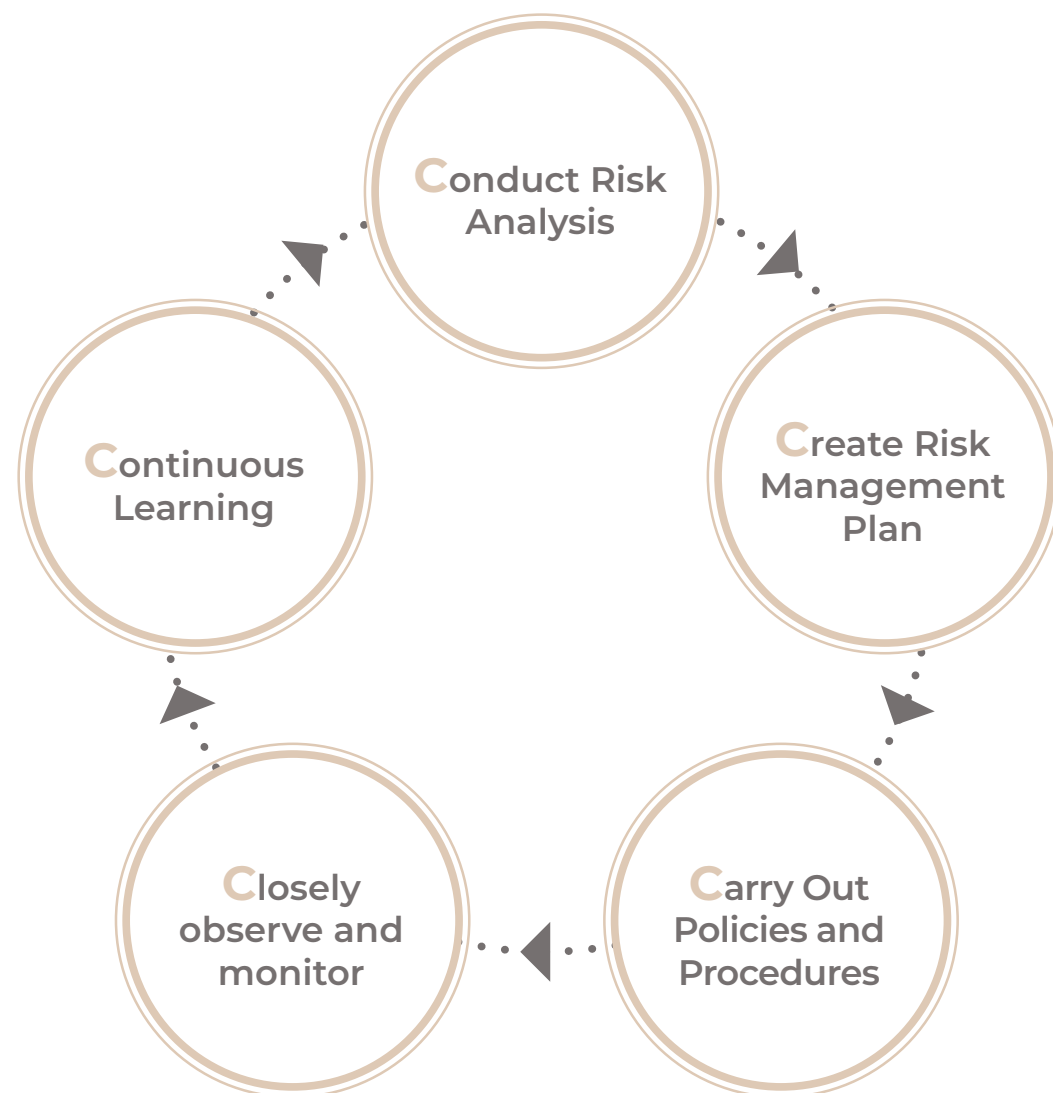 Conduct Risk
Analysis
Create Risk
Management
Plan
Carry Out
Policies and
Procedures
Closely
observe and
monitor
Continuous
Learning